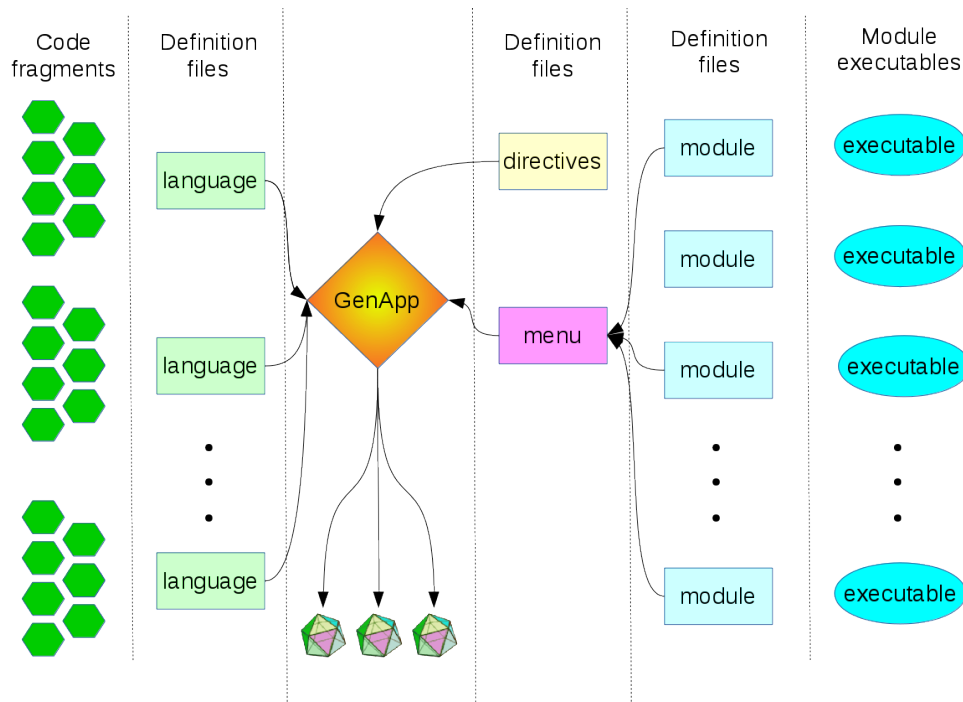 Code
fragments
Definition
files
Definition
files
Definition
files
Module
executables
language
language
language
GenApp
directives
menu
module
module
module
module
executable
executable
executable
executable